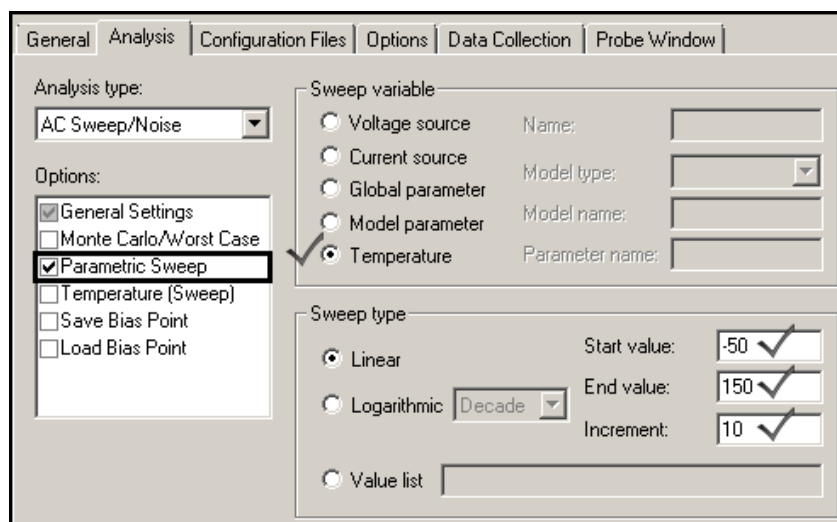 General Analysis Configuration Files Options Data Collection Probe Window
Analysis type:
AC Sweep/Noise
Options:
General Settings
Monte Carlo/Worst Case
Parametric Sweep
Temperature (Sweep)
Save Bias Point
Load Bias Point
Sweep variable
Voltage source
Current source
Global parameter
Model parameter
Temperature
Name:
Model type:
Model name:
Parameter name:
Sweep type
Linear
Logarithmic Decade
Value list
Start value: -50
End value: 150
Increment: 10